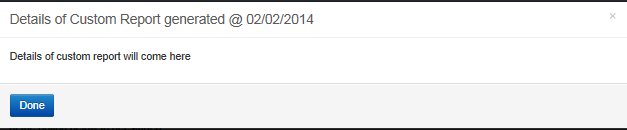 Details of Custom Report generated @ 02/02/2014
×
Details of custom report will come here
Done